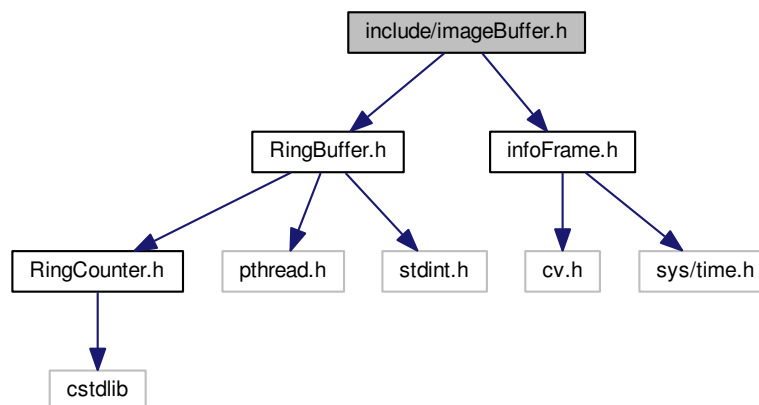 include/imageBuffer.h
RingBuffer.h
infoFrame.h
RingCounter.h
pthread.h
stdint.h
cv.h
sys/time.h
cstdlib